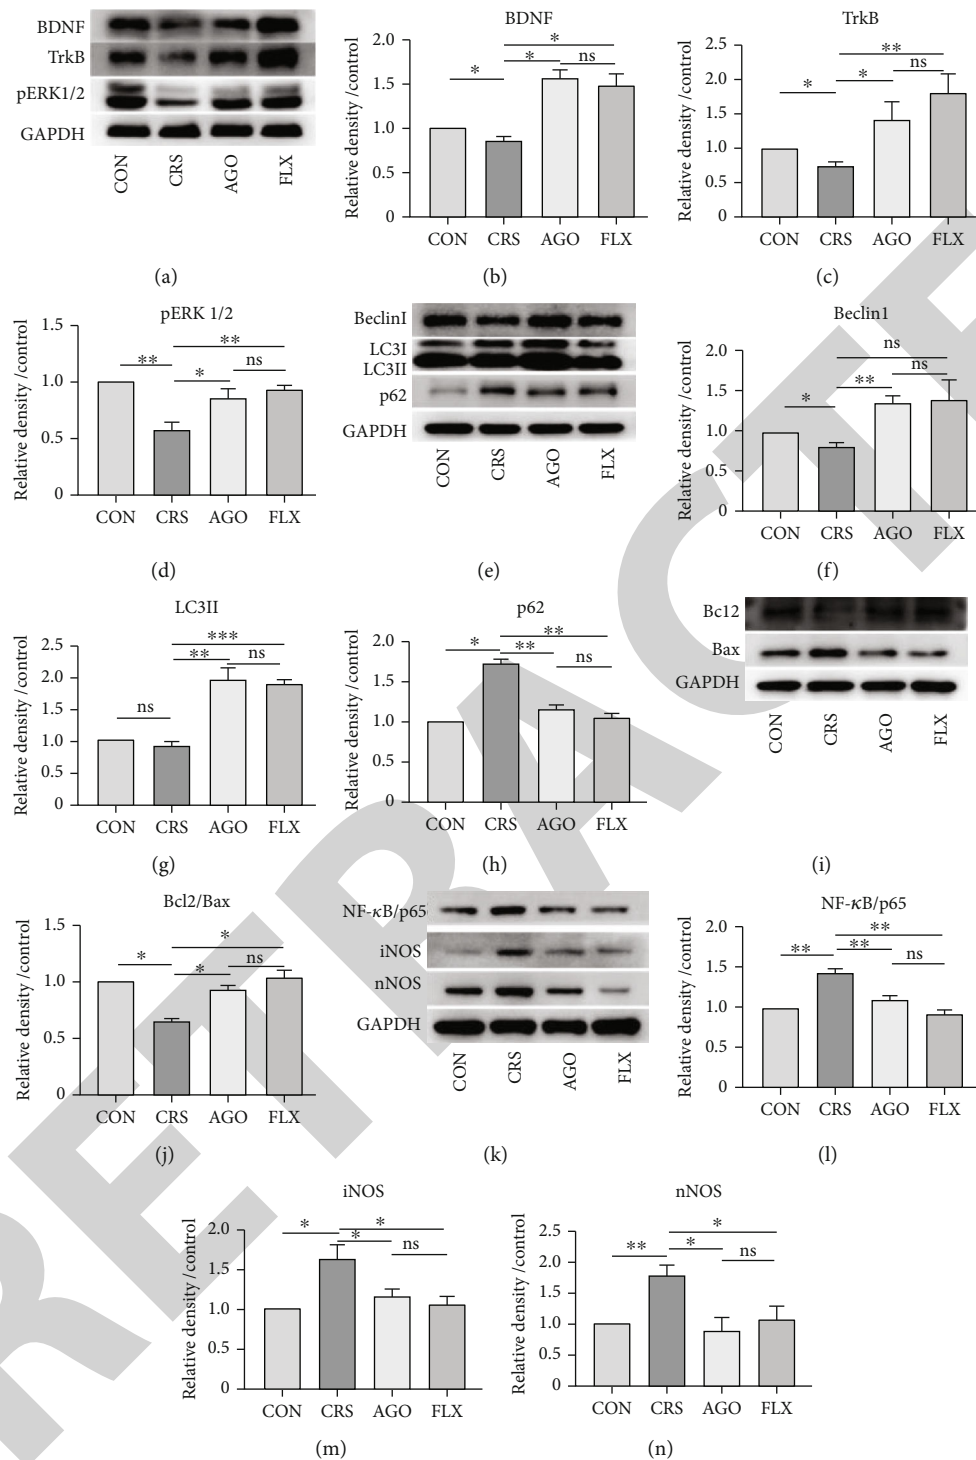 BDNF
TrkB
pERK1/2
GAPDH
CON CRS AGO FLX
(a)
BDNF
Relative density /control
2.0
1.5
1.0
0.5
0
* * * ns
CON CRS AGO FLX
(b)
TrkB
Relative density /control
2.5
2.0
1.5
1.0
0.5
0
* * ** ns
CON CRS AGO FLX
(c)
pERK 1/2
Relative density /control
1.5
1.0
0.5
0
** * ** ns
CON CRS AGO FLX
(d)
BeclinI
LC3I
LC3II
p62
GAPDH
CON CRS AGO FLX
(e)
Beclin1
Relative density /control
2.0
1.5
1.0
0.5
0
* ** ns ns
CON CRS AGO FLX
(f)
LC3II
Relative density /control
2.5
2.0
1.5
1.0
0.5
0
ns ** *** ns
CON CRS AGO FLX
(g)
p62
Relative density /control
2.0
1.5
1.0
0.5
0
* ** ** ns
CON CRS AGO FLX
(h)
Bc12
Bax
GAPDH
CON CRS AGO FLX
(i)
Bcl2/Bax
Relative density /control
1.5
1.0
0.5
0
* * * ns
CON CRS AGO FLX
(j)
NF-κB/p65
iNOS
nNOS
GAPDH
CON CRS AGO FLX
(k)
NF-κB/p65
Relative density /control
2.0
1.5
1.0
0.5
0
** ** ** ns
CON CRS AGO FLX
(l)
iNOS
Relative density /control
2.0
1.5
1.0
0.5
0
* * * ns
CON CRS AGO FLX
(m)
nNOS
Relative density /control
2.5
2.0
1.5
1.0
0.5
0
** * * ns
CON CRS AGO FLX
(n)
RETRACTE